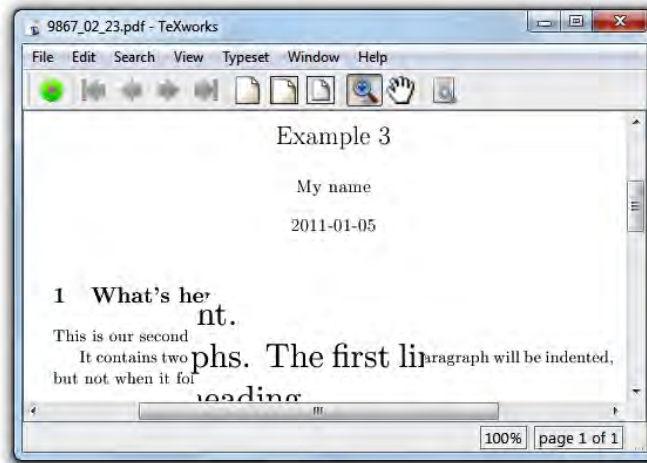 9867_02_23.pdf - TeXworks
File Edit Search View Typeset Window Help
Example 3
My name
2011-01-05
1 What's her
nt.
This is our second
It contains two phs. The first li aragraph will be indented,
but not when it fol
eading
100% page 1 of 1